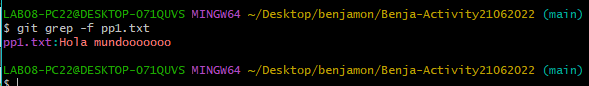 LAB08-PC22@DESKTOP-071QUVS MINGW64 ~/Desktop/benjamon/Benja-Activity21062022 (main)
$ git grep -f pp1.txt
pp1.txt:Hola mundooooooo
LAB08-PC22@DESKTOP-071QUVS MINGW64 ~/Desktop/benjamon/Benja-Activity21062022 (main)
$